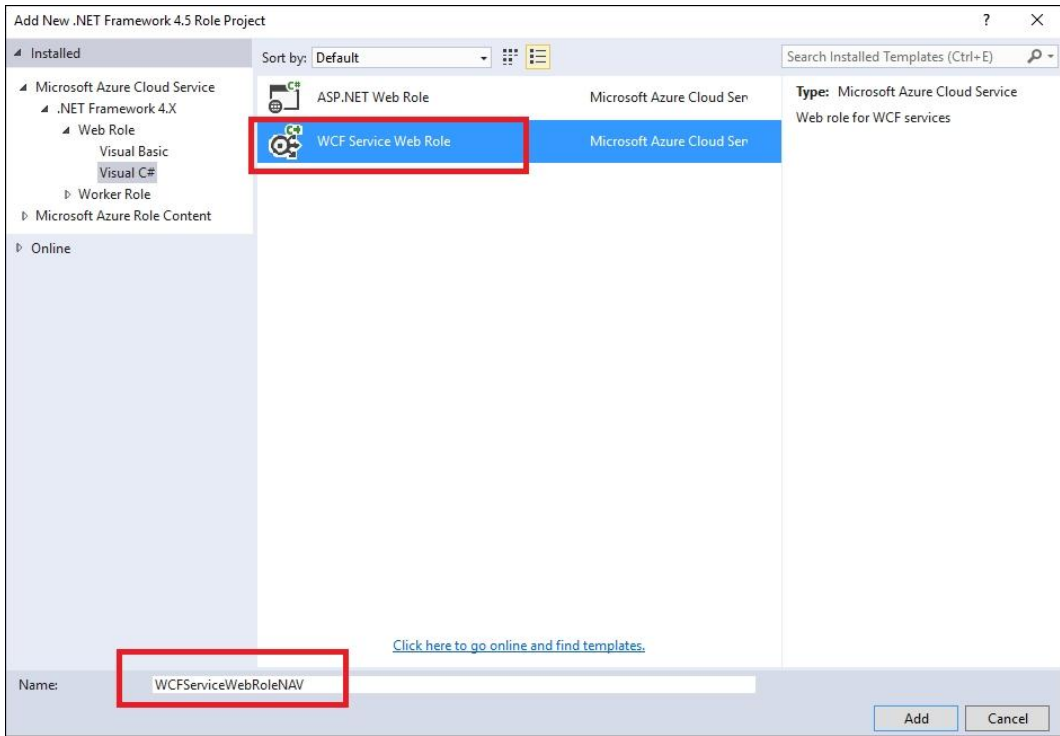 Add New .NET Framework 4.5 Role Project
Installed
Sort by: Default
Search Installed Templates (Ctrl+E)
Microsoft Azure Cloud Service
.NET Framework 4.X
Web Role
Visual Basic
Visual C#
Worker Role
Microsoft Azure Role Content
Online
C#
ASP.NET Web Role
Microsoft Azure Cloud Ser
C#
WCF Service Web Role
Microsoft Azure Cloud Ser
Type: Microsoft Azure Cloud Service
Web role for WCF services
Click here to go online and find templates.
Name: WCFServiceWebRoleNAV
Add
Cancel